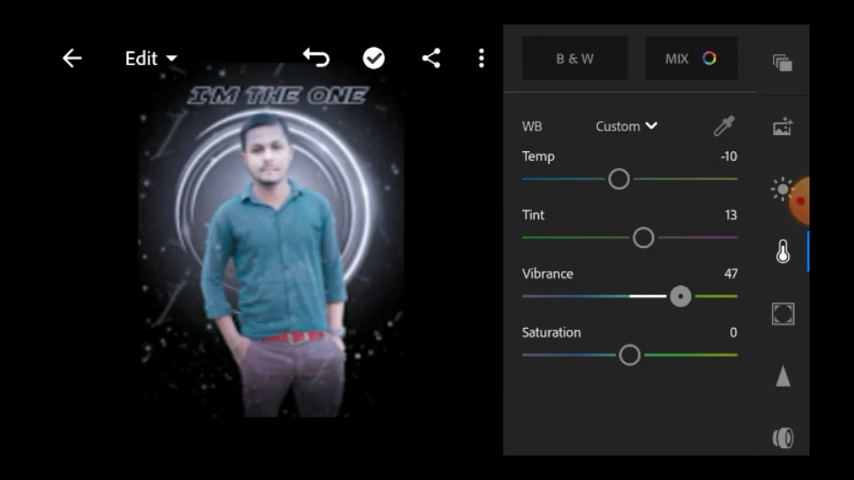 Edit
I'M THE ONE
B & W
MIX
WB
Custom
Temp
-10
Tint
13
Vibrance
47
Saturation
0